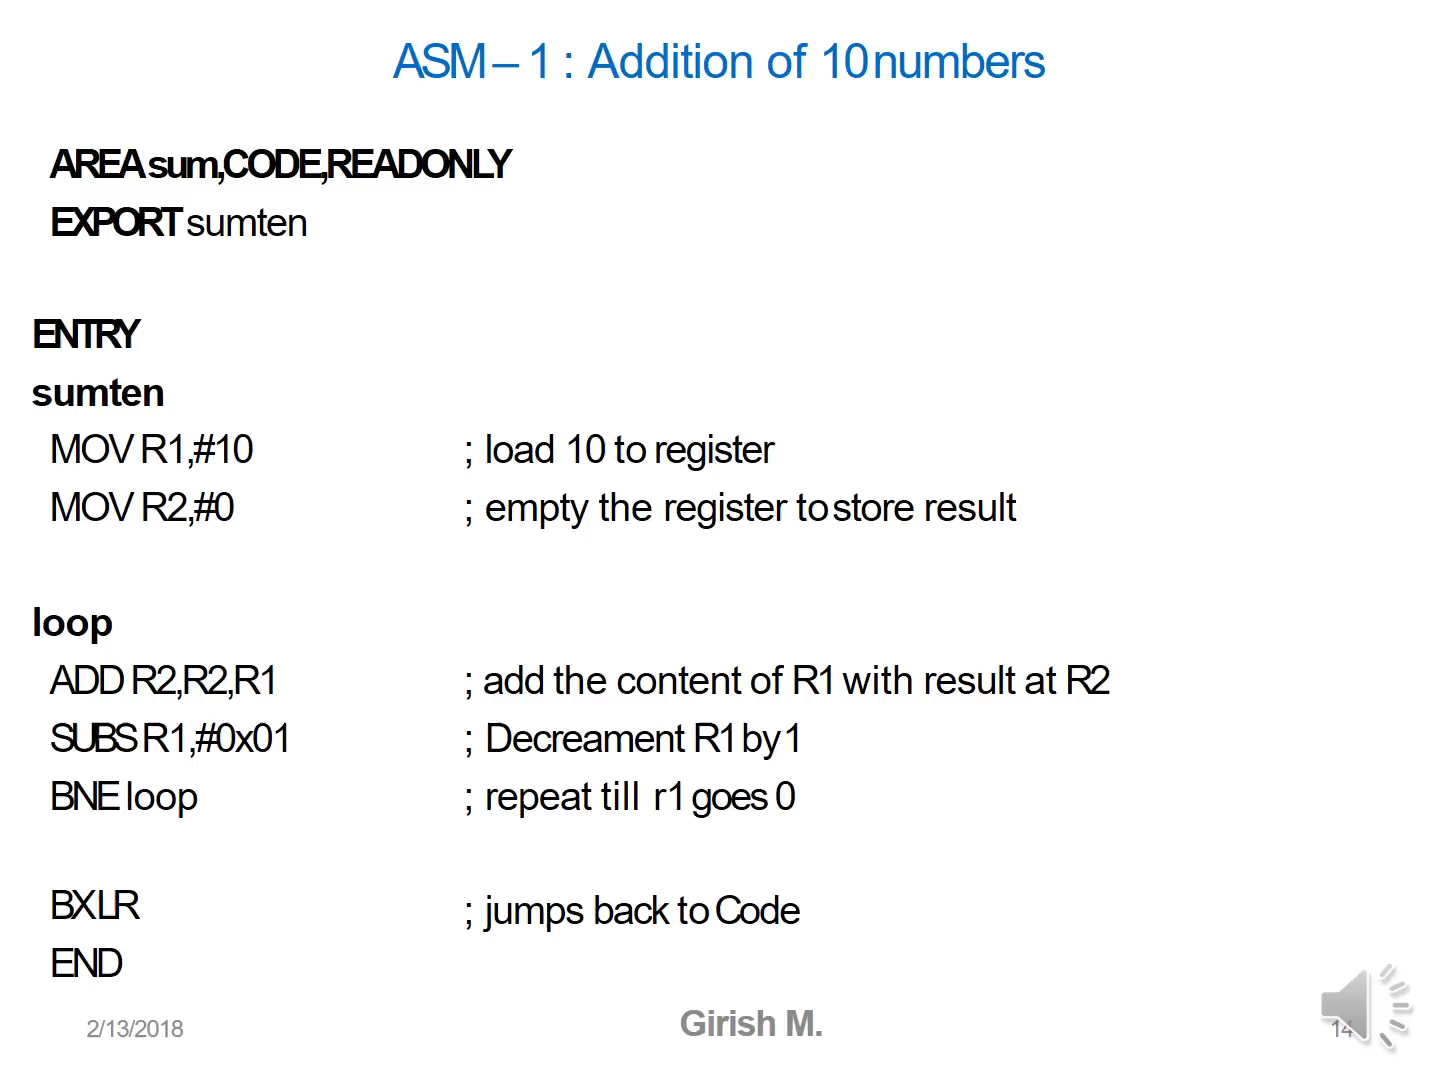 ASM – 1 : Addition of 10 numbers
AREA sum,CODE,READONLY
EXPORT sumten
ENTRY
sumten
MOV R1,#10 ; load 10 to register
MOV R2,#0 ; empty the register to store result
loop
ADD R2,R2,R1 ; add the content of R1 with result at R2
SUBS R1,#0x01 ; Decreament R1 by 1
BNE loop ; repeat till r1 goes 0
BX LR ; jumps back to Code
END
2/13/2018 Girish M. 14